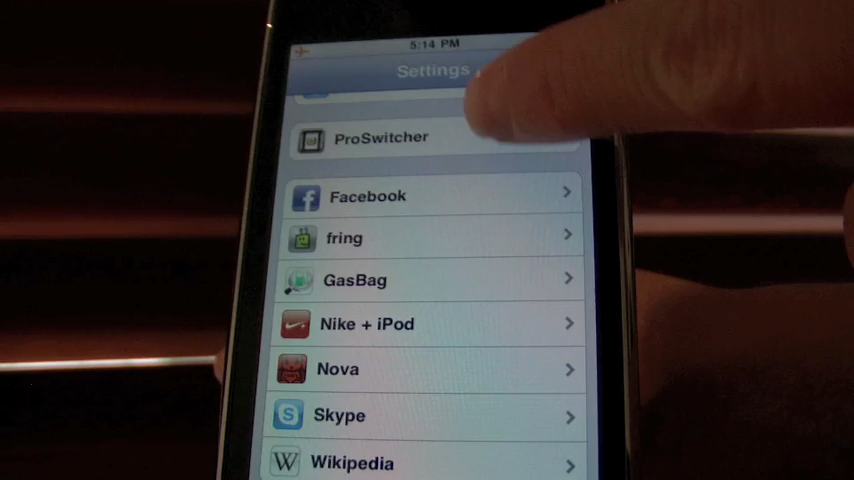 5:14 PM
Settings
ProSwitcher
Facebook
fring
GasBag
Nike + iPod
Nova
Skype
Wikipedia